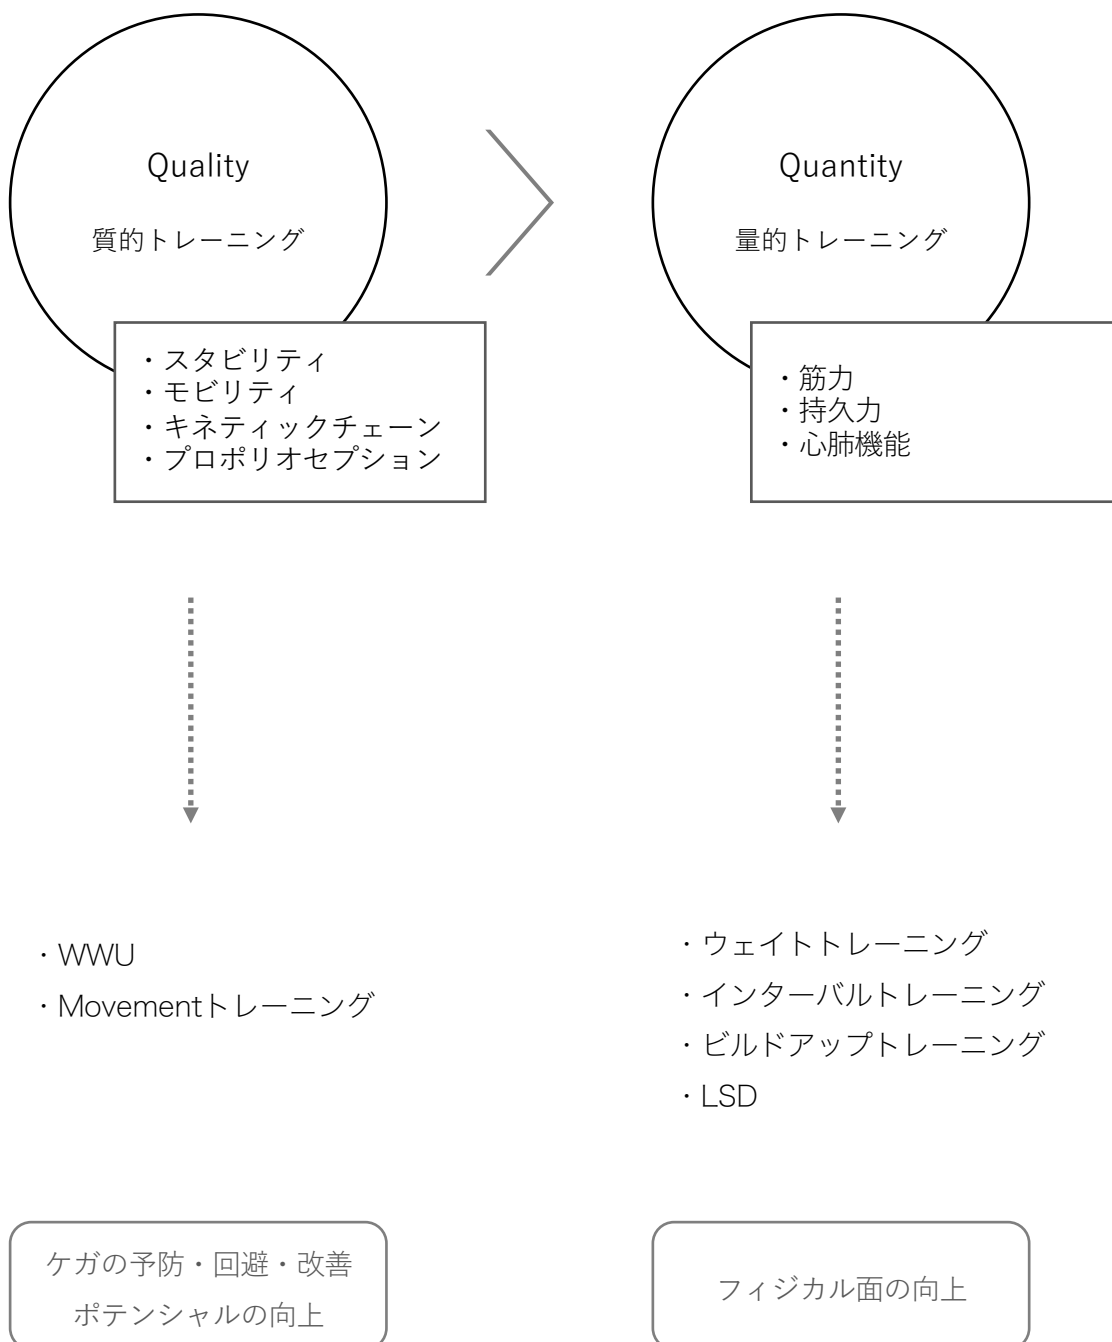 Quality
質的トレーニング
・スタビリティ
・モビリティ
・キネティックチェーン
・プロポリオセプション
Quantity
量的トレーニング
・筋力
・持久力
・心肺機能
・WWU
・Movementトレーニング
・ウェイトトレーニング
・インターバルトレーニング
・ビルドアップトレーニング
・LSD
ケガの予防・回避・改善
ポテンシャルの向上
フィジカル面の向上